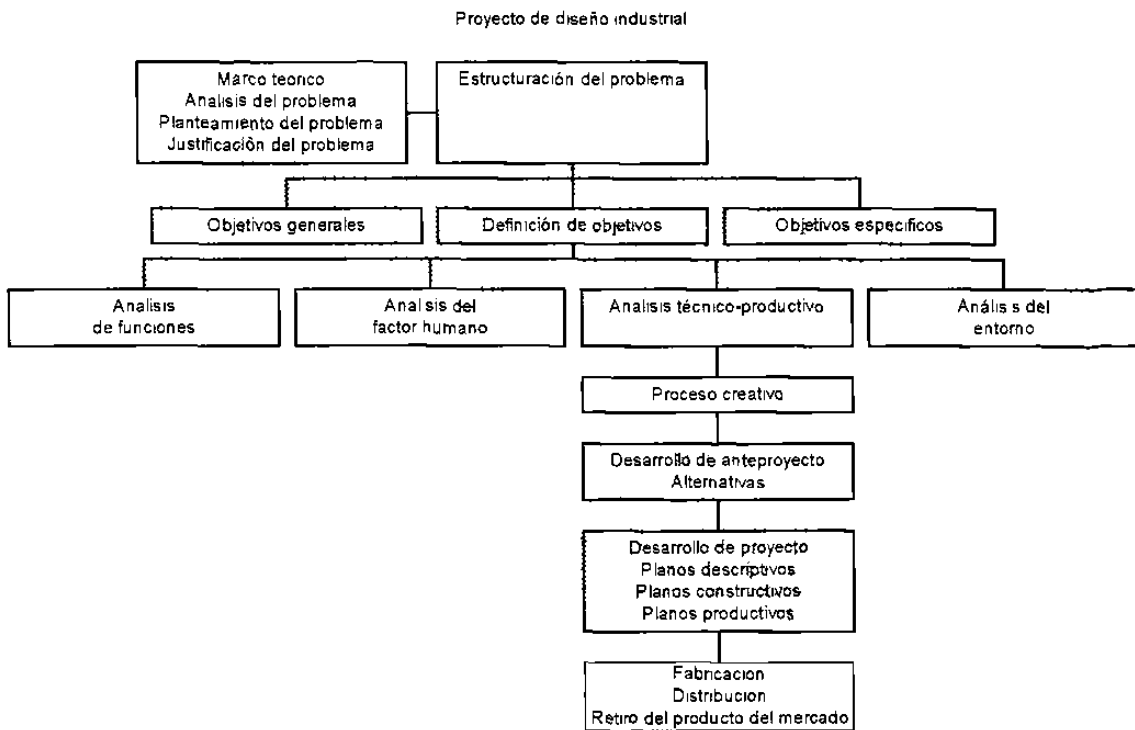 Proyecto de diseño industrial
Marco teorico
Analisis del problema
Planteamiento del problema
Justificación del problema
Estructuración del problema
Objetivos generales
Definición de objetivos
Objetivos especificos
Analisis
de funciones
Analisis del
factor humano
Analisis técnico-productivo
Análisis del
entorno
Proceso creativo
Desarrollo de anteproyecto
Alternativas
Desarrollo de proyecto
Planos descriptivos
Planos constructivos
Planos productivos
Fabricacion
Distribucion
Retiro del producto del mercado